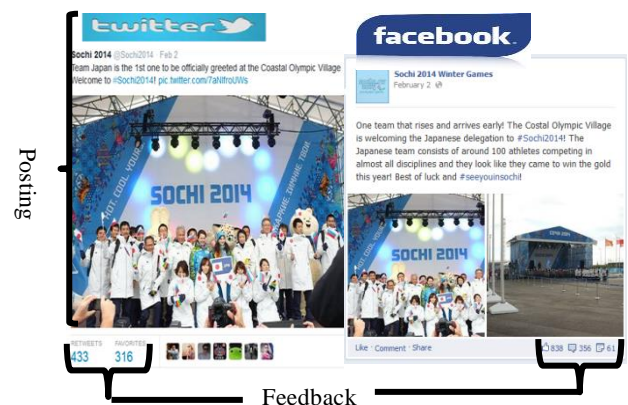 twitter
facebook
Sochi 2014 @Sochi2014 · Feb 2
Team Japan is the 1st one to be officially greeted at the Coastal Olympic Village
Welcome to #Sochi2014! pic.twitter.com/7aNlfroUWs
Sochi 2014 Winter Games
February 2
One team that rises and arrives early! The Costal Olympic Village
is welcoming the Japanese delegation to #Sochi2014! The
Japanese team consists of around 100 athletes competing in
almost all disciplines and they look like they came to win the gold
this year! Best of luck and #seeyouinsochi!
Posting
HOT. COOL. YOURS.
SOCHI 2014
SOCHI 2014
RETWEETS FAVORITES
433 316
Like · Comment · Share
838 356 61
Feedback